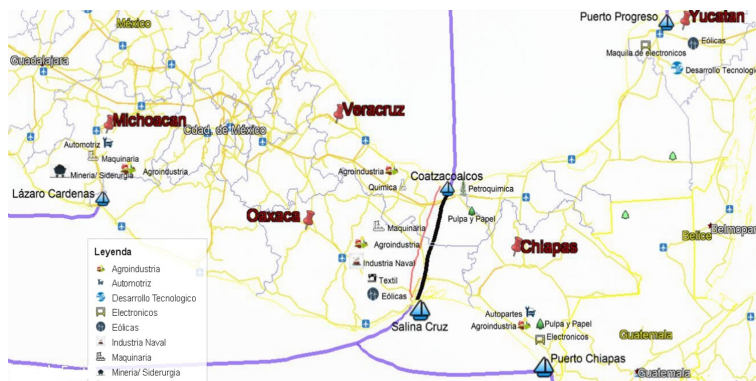 Puerto Progreso
Yucatan
México
Eólicas
Maquila de electronicos
Guadalajara
Desarrollo Tecnologico
Michoacan
Veracruz
Cdad. de México
Automotriz
Maquinaria
Mineria/ Siderurgia
Agroindustria
Agroindustria
Coatzacoalcos
Quimica
Petroquimica
Lázaro Cardenas
Pulpa y Papel
Oaxaca
Maquinaria
Belmopan
Belice
Agroindustria
Chiapas
Leyenda
Industria Naval
Agroindustria
Textil
Automotriz
Eólicas
Desarrollo Tecnologico
Autopartes
Electronicos
Salina Cruz
Agroindustria
Pulpa y Papel
Eólicas
Electronicos
Guatemala
Industria Naval
Maquinaria
Puerto Chiapas
Mineria/ Siderurgia
Guatemala